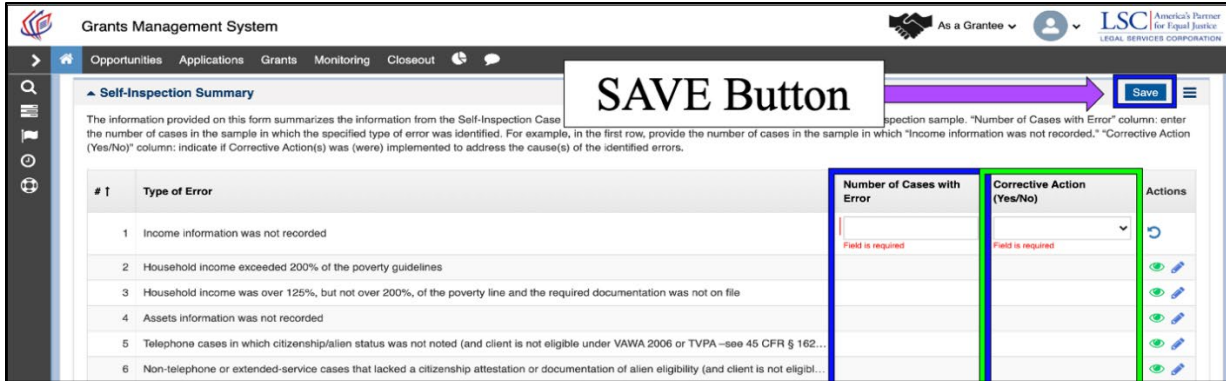 Grants Management System
As a Grantee
LSC America's Partner for Equal Justice
LEGAL SERVICES CORPORATION
Opportunities Applications Grants Monitoring Closeout
Self-Inspection Summary
SAVE Button
Save
The information provided on this form summarizes the information from the Self-Inspection Case
spection sample. “Number of Cases with Error” column: enter
the number of cases in the sample in which the specified type of error was identified. For example, in the first row, provide the number of cases in the sample in which “Income information was not recorded.” “Corrective Action
(Yes/No)” column: indicate if Corrective Action(s) was (were) implemented to address the cause(s) of the identified errors.
# ↑ Type of Error Number of Cases with Error Corrective Action (Yes/No) Actions
1 Income information was not recorded
Field is required Field is required
2 Household income exceeded 200% of the poverty guidelines
3 Household income was over 125%, but not over 200%, of the poverty line and the required documentation was not on file
4 Assets information was not recorded
5 Telephone cases in which citizenship/alien status was not noted (and client is not eligible under VAWA 2006 or TVPA –see 45 CFR § 162...
6 Non-telephone or extended-service cases that lacked a citizenship attestation or documentation of alien eligibility (and client is not eligibl...